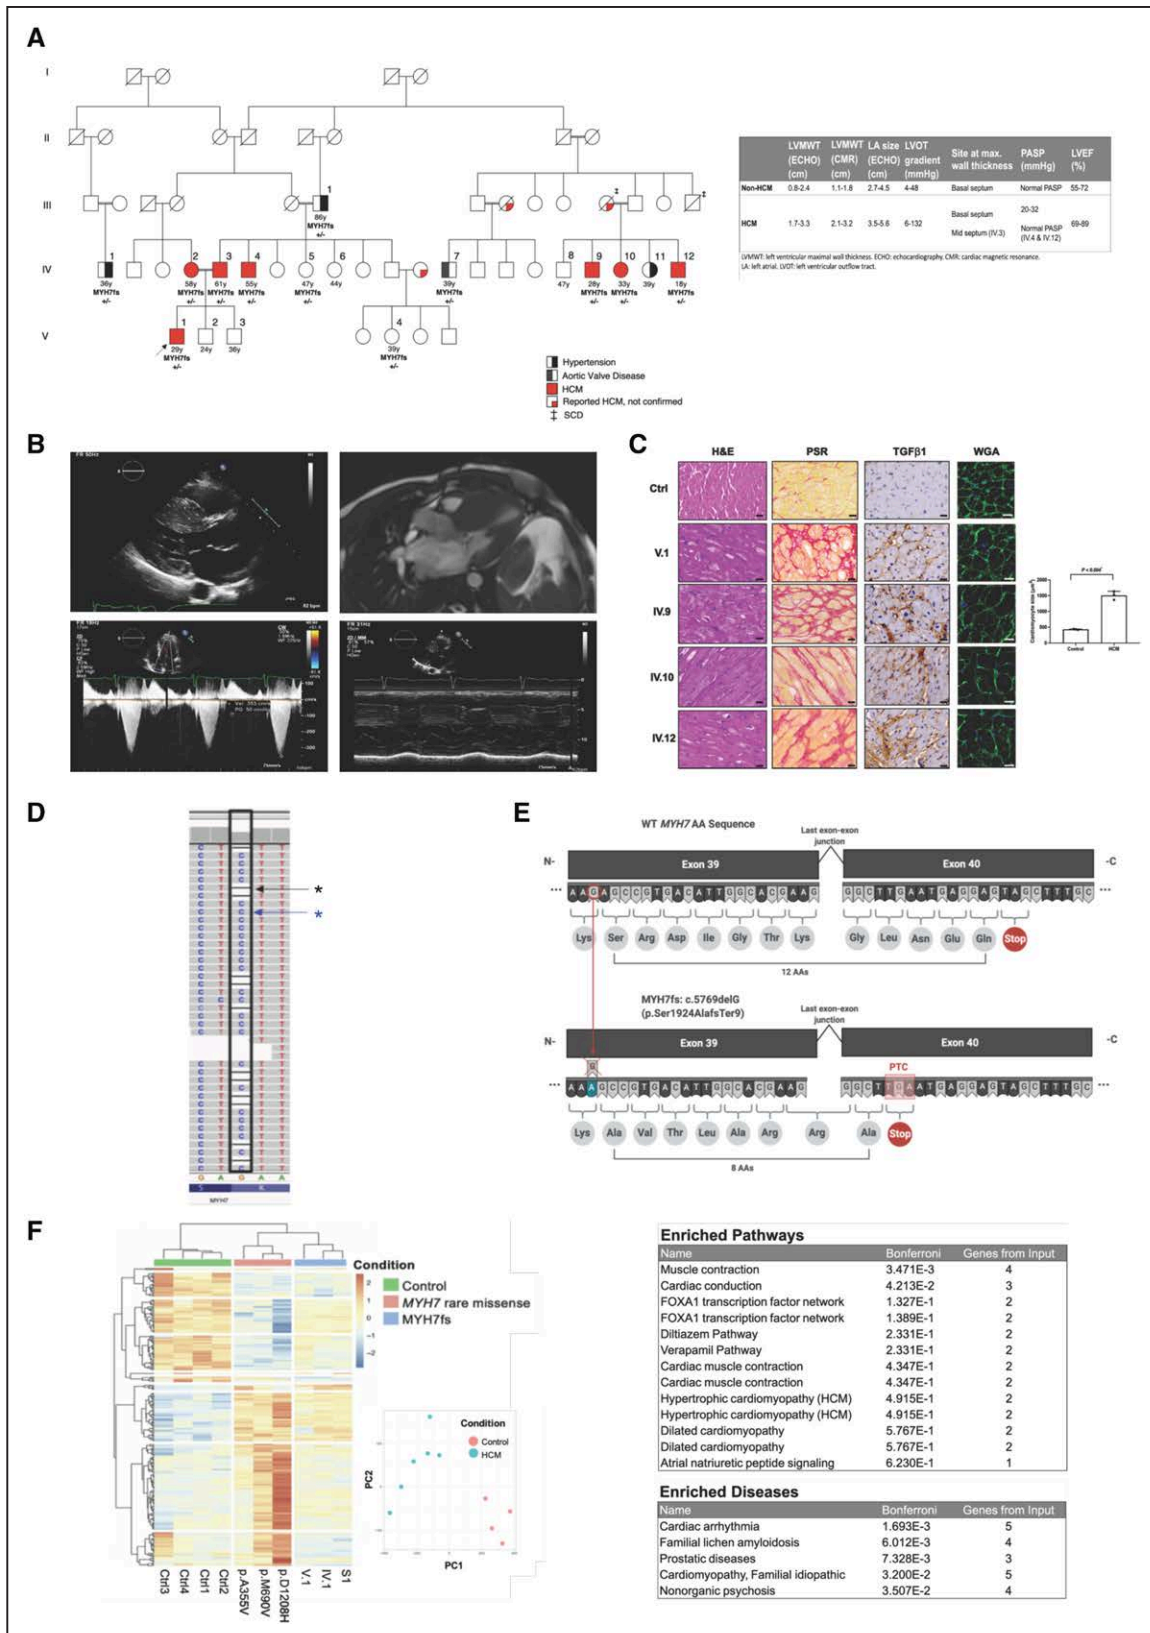 A
I
II
III
IV
V
1
86y
MYH7fs
+/-
1 2 3 4 5 6 7 8 9 10 11 12
36y 58y 61y 55y 47y 44y 39y 47y 28y 33y 39y 18y
MYH7fs MYH7fs MYH7fs MYH7fs MYH7fs MYH7fs MYH7fs MYH7fs MYH7fs
+/- +/- +/- +/- +/- +/- +/- +/- +/-
1 2 3 4
29y 24y 36y 39y
MYH7fs MYH7fs
+/- +/-
Hypertension
Aortic Valve Disease
HCM
Reported HCM, not confirmed
‡ SCD
LVMWT (ECHO) (cm) LVMWT (CMR) (cm) LA size (ECHO) (cm) LVOT gradient (mmHg) Site at max. wall thickness PASP (mmHg) LVEF (%)
Non-HCM 0.8-2.4 1.1-1.8 2.7-4.5 4-48 Basal septum Normal PASP 55-72
HCM 1.7-3.3 2.1-3.2 3.5-5.6 6-132 Basal septum Mid septum (IV.3) 20-32 Normal PASP (IV.4 & IV.12) 69-89
LVMWT: left ventricular maximal wall thickness. ECHO: echocardiography. CMR: cardiac magnetic resonance.
LA: left atrial. LVOT: left ventricular outflow tract.
B
FR 50Hz
C
H&E PSR TGFβ1 WGA
Ctrl
V.1
IV.9
IV.10
IV.12
2000
1500
1000
500
0
Control HCM
D
*
*
G A G A A
MYH7
E
WT MYH7 AA Sequence
Last exon-exon
junction
N- Exon 39 Exon 40 -C
··· A A G A G C C G T G A C A T T G G C A C G A A G G G C T T G A A T G A G G A G T A G C T T T G C ···
Lys Ser Arg Asp Ile Gly Thr Lys Gly Leu Asn Glu Gln Stop
12 AAs
MYH7fs: c.5769delG
(p.Ser1924AlafsTer9)
Last exon-exon
junction
N- Exon 39 Exon 40 -C
G
PTC
··· A A A G C C G T G A C A T T G G C A C G A A G G G C T T G A A T G A G G A G T A G C T T T G C ···
Lys Ala Val Thr Leu Ala Arg Arg Ala Stop
8 AAs
F
Condition
Control
MYH7 rare missense
MYH7fs
2
1
0
-1
-2
Ctrl3 Ctrl4 Ctrl1 Ctrl2 p.A355V p.M690V p.D1208H V.1 IV.1 S1
Condition
Control
HCM
PC2
PC1
Enriched Pathways
Name Bonferroni Genes from Input
Muscle contraction 3.471E-3 4
Cardiac conduction 4.213E-2 3
FOXA1 transcription factor network 1.327E-1 2
FOXA1 transcription factor network 1.389E-1 2
Diltiazem Pathway 2.331E-1 2
Verapamil Pathway 2.331E-1 2
Cardiac muscle contraction 4.347E-1 2
Cardiac muscle contraction 4.347E-1 2
Hypertrophic cardiomyopathy (HCM) 4.915E-1 2
Hypertrophic cardiomyopathy (HCM) 4.915E-1 2
Dilated cardiomyopathy 5.767E-1 2
Dilated cardiomyopathy 5.767E-1 2
Atrial natriuretic peptide signaling 6.230E-1 1
Enriched Diseases
Name Bonferroni Genes from Input
Cardiac arrhythmia 1.693E-3 5
Familial lichen amyloidosis 6.012E-3 4
Prostatic diseases 7.328E-3 3
Cardiomyopathy, Familial idiopathic 3.200E-2 5
Nonorganic psychosis 3.507E-2 4